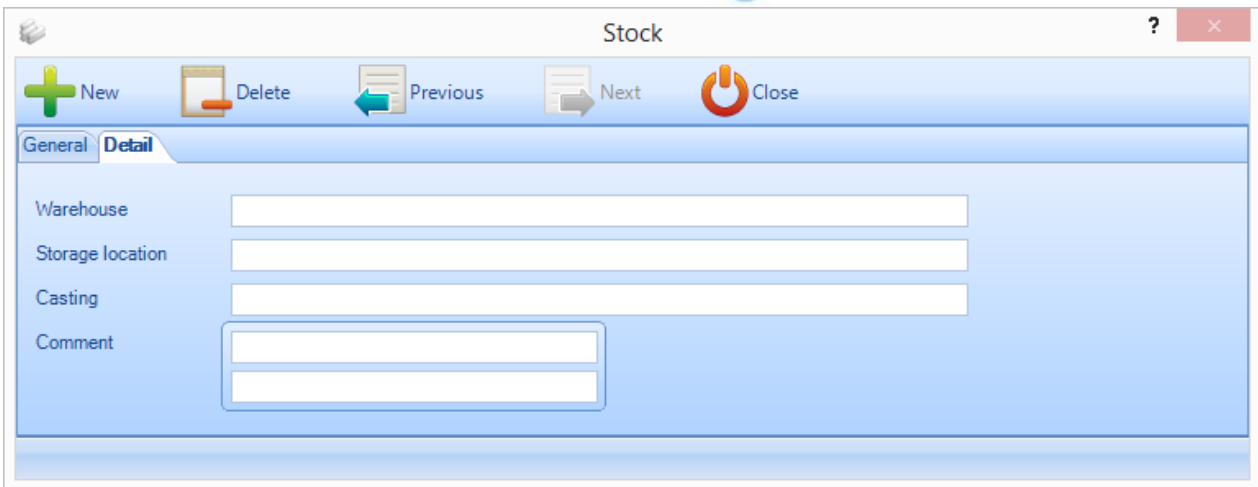 Stock ?
New Delete Previous Next Close
General Detail
Warehouse
Storage location
Casting
Comment